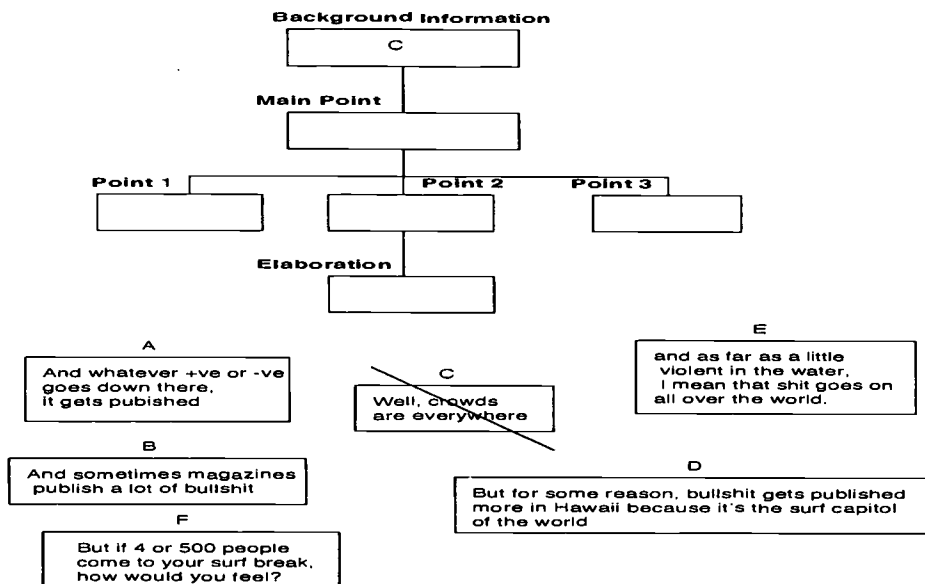 Background Information
C
Main Point
Point 1
Point 2
Point 3
Elaboration
A
And whatever +ve or -ve
goes down there,
it gets pubished
C
Well, crowds
are everywhere
E
and as far as a little
violent in the water,
I mean that shit goes on
all over the world.
B
And sometimes magazines
publish a lot of bullshit
D
But for some reason, bullshit gets published
more in Hawaii because it's the surf capitol
of the world
F
But if 4 or 500 people
come to your surf break,
how would you feel?